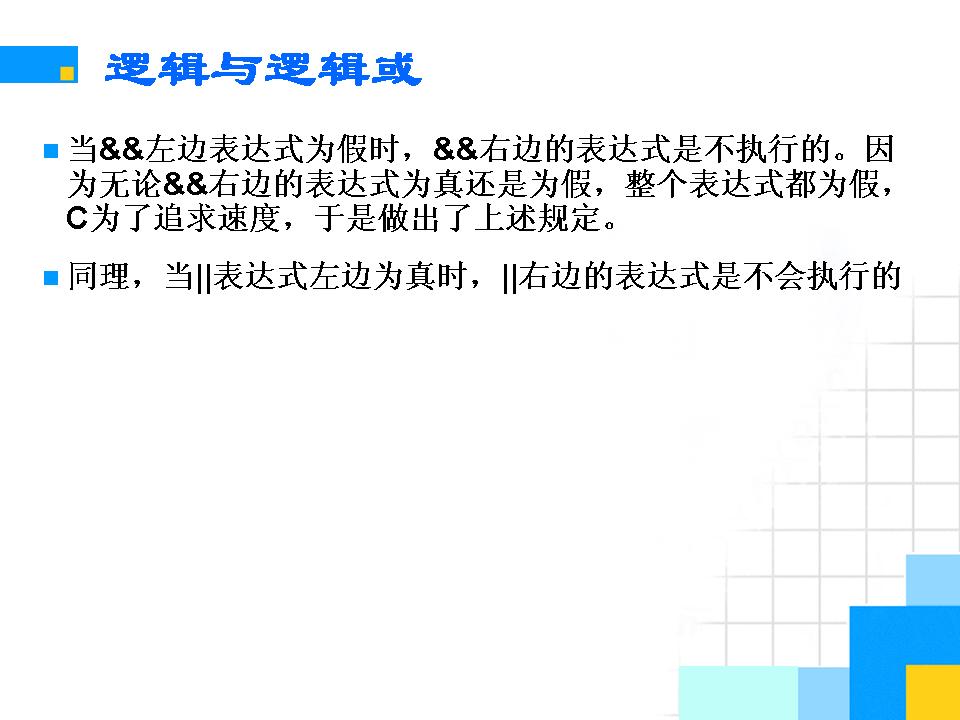 逻辑与逻辑或
当&&左边表达式为假时，&&右边的表达式是不执行的。因
为无论&&右边的表达式为真还是为假，整个表达式都为假，
C为了追求速度，于是做出了上述规定。
同理，当||表达式左边为真时，||右边的表达式是不会执行的